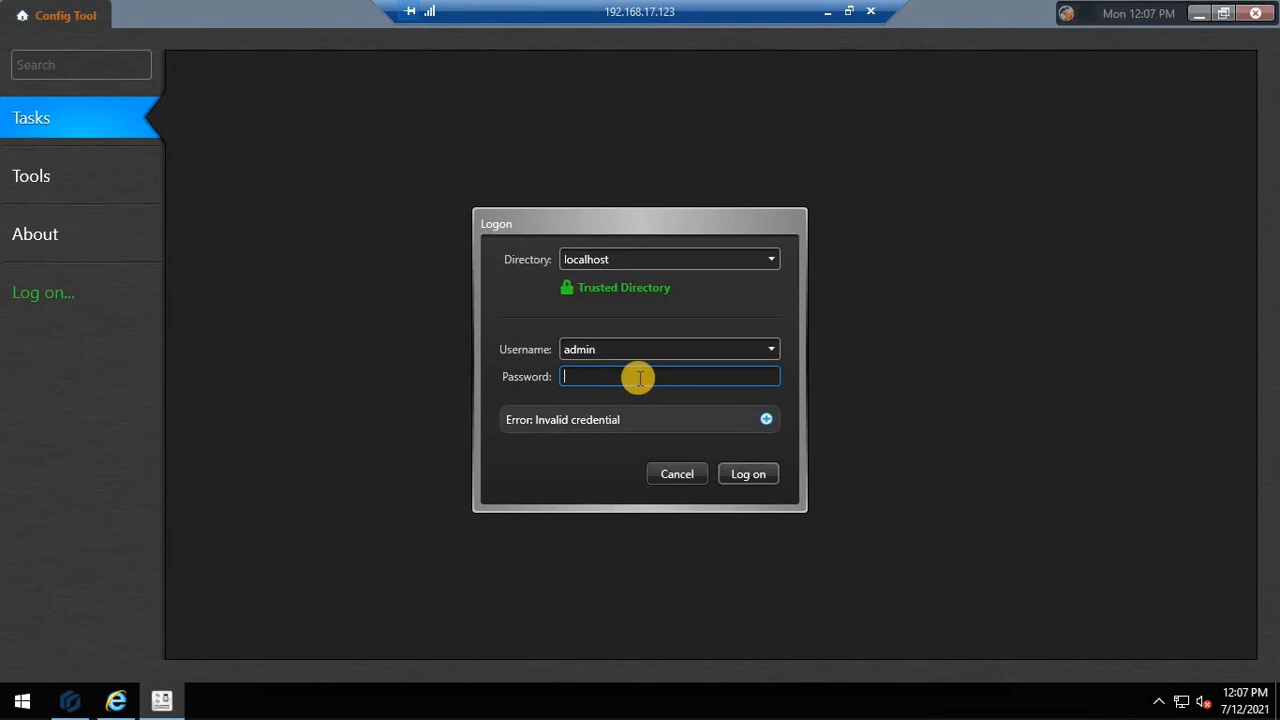 Config Tool
192.168.17.123
Mon 12:07 PM
Search
Tasks
Tools
About
Log on...
Logon
Directory: localhost
Trusted Directory
Username: admin
Password:
Error: Invalid credential
Cancel Log on
12:07 PM
7/12/2021